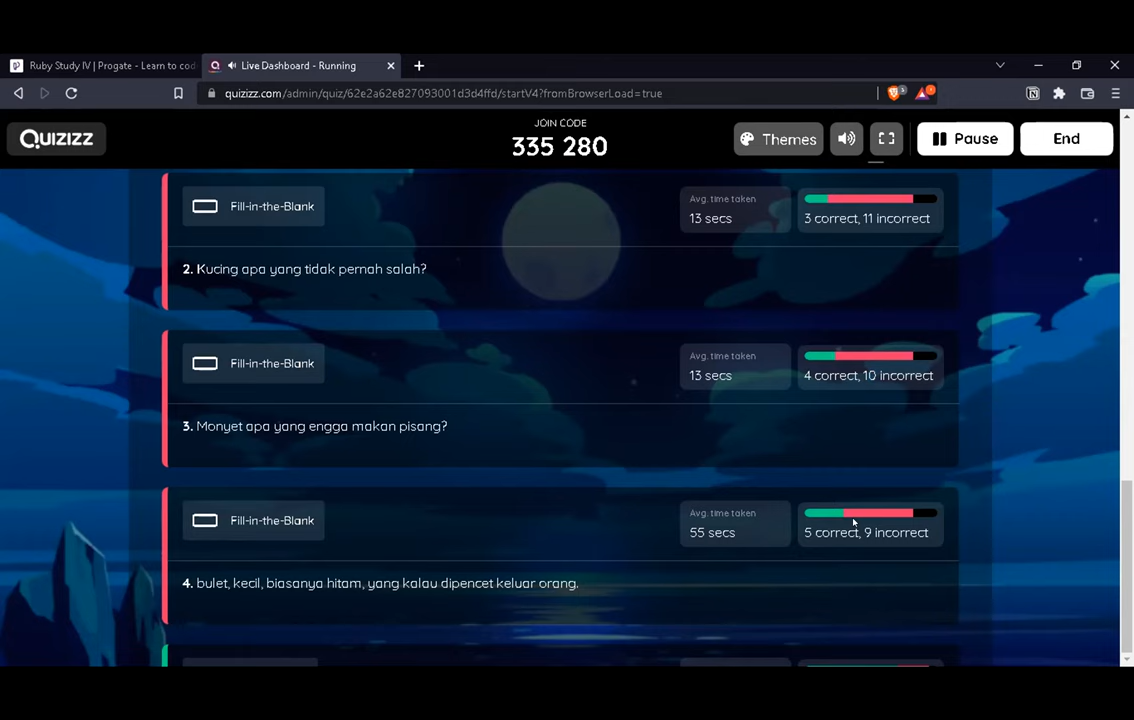 Ruby Study IV | Progate - Learn to cod
Live Dashboard - Running
quizizz.com/admin/quiz/62e2a62e827093001d3d4ffd/startV4?fromBrowserLoad=true
QUIZIZZ
JOIN CODE
335 280
Themes
Pause
End
Fill-in-the-Blank
Avg. time taken
13 secs
3 correct, 11 incorrect
2. Kucing apa yang tidak pernah salah?
Fill-in-the-Blank
Avg. time taken
13 secs
4 correct, 10 incorrect
3. Monyet apa yang engga makan pisang?
Fill-in-the-Blank
Avg. time taken
55 secs
5 correct, 9 incorrect
4. bulet, kecil, biasanya hitam, yang kalau dipencet keluar orang.